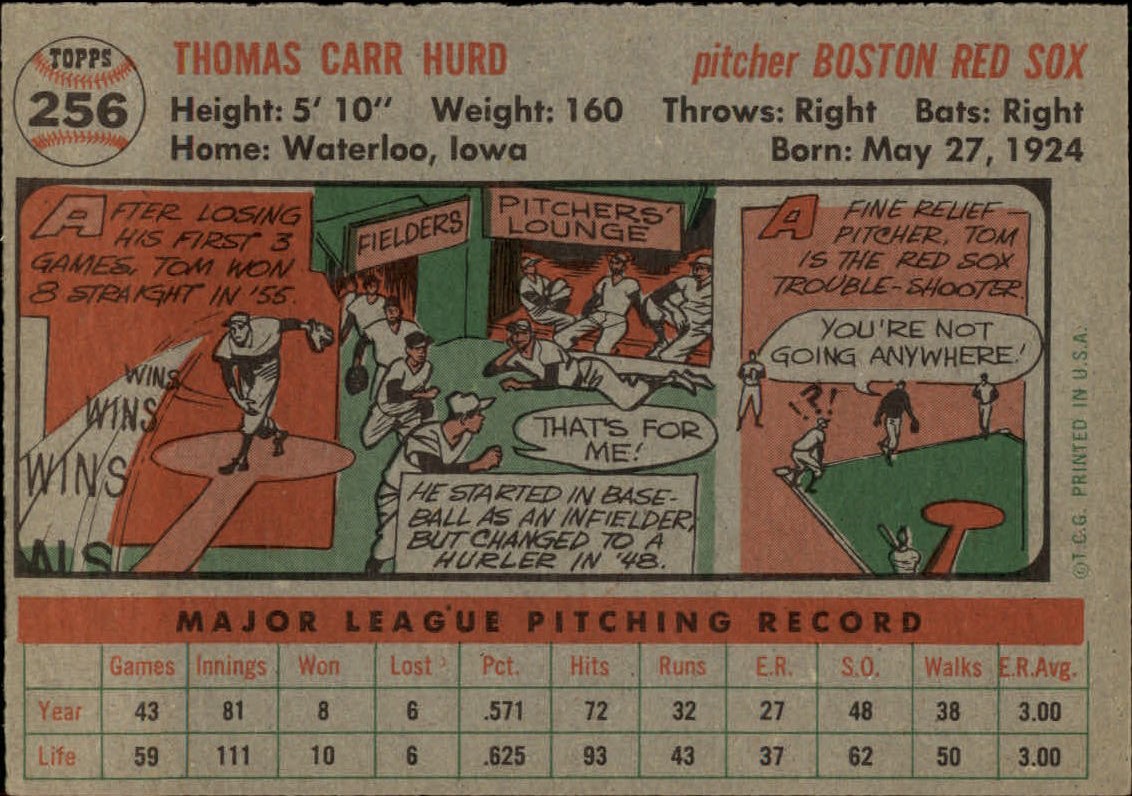 TOPPS
256
THOMAS CARR HURD
pitcher BOSTON RED SOX
Height: 5' 10" Weight: 160 Throws: Right Bats: Right
Home: Waterloo, Iowa
Born: May 27, 1924
AFTER LOSING
HIS FIRST 3
GAMES, TOM WON
8 STRAIGHT IN '55.
WINS
WINS
WINS
FIELDERS
PITCHERS'
LOUNGE
THAT'S FOR
ME!
HE STARTED IN BASE-
BALL AS AN INFIELDER,
BUT CHANGED TO A
HURLER IN '48.
A FINE RELIEF
PITCHER, TOM
IS THE RED SOX
TROUBLE-SHOOTER.
YOU'RE NOT
GOING ANYWHERE!
!?!
©T.C.G. PRINTED IN U.S.A.
MAJOR LEAGUE PITCHING RECORD
Games Innings Won Lost Pct. Hits Runs E.R. S.O. Walks E.R.Avg.
Year 43 81 8 6 .571 72 32 27 48 38 3.00
Life 59 111 10 6 .625 93 43 37 62 50 3.00